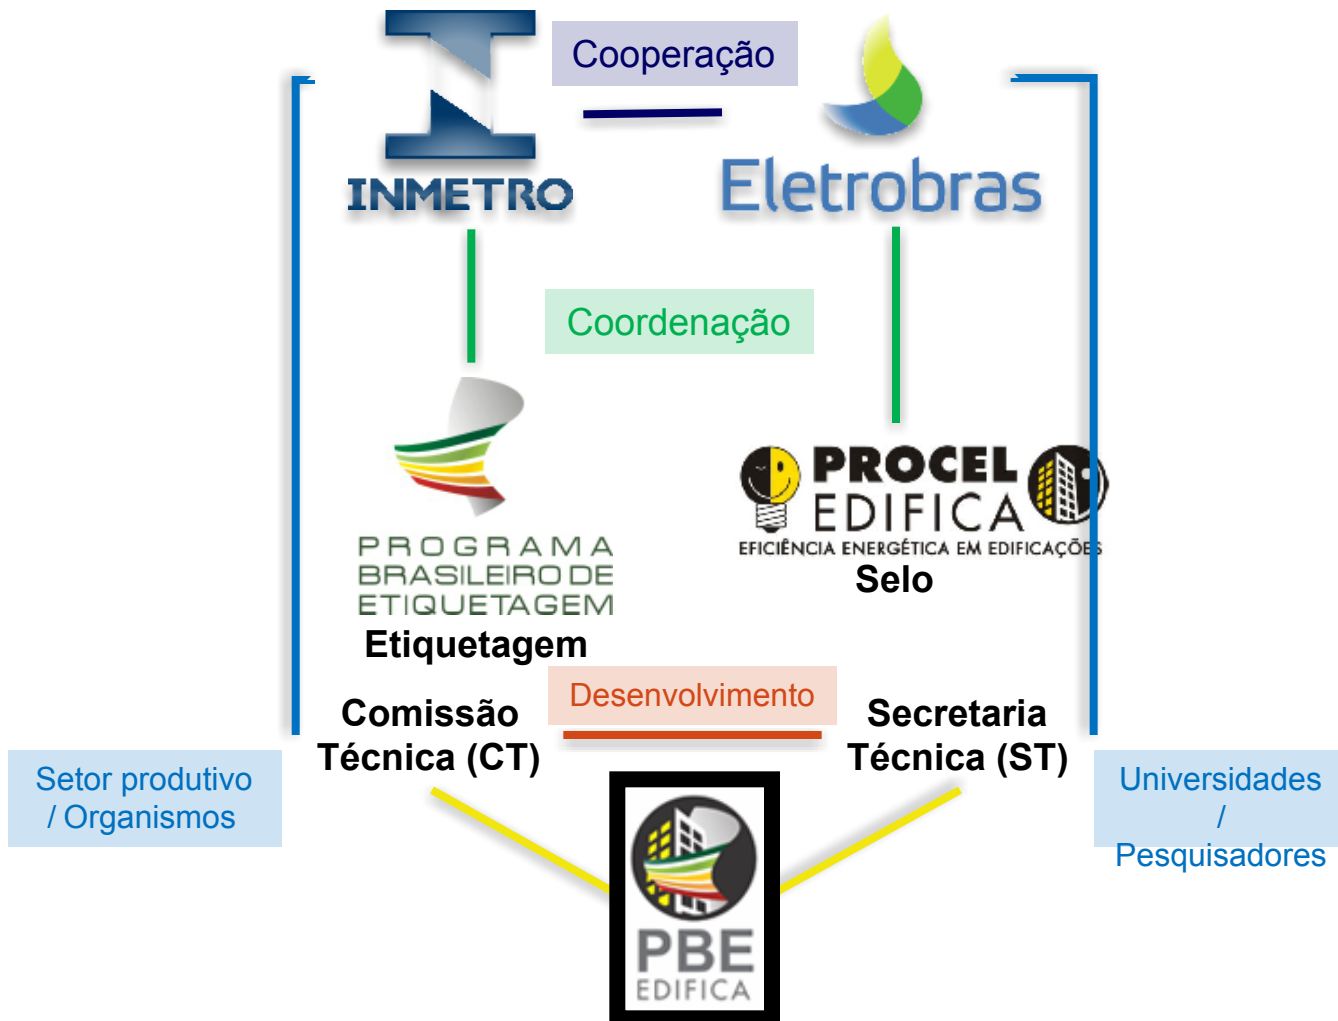 Cooperação
INMETRO
Eletrobras
Coordenação
PROGRAMA
BRASILEIRO DE
ETIQUETAGEM
Etiquetagem
PROCEL
EDIFICA
EFICIÊNCIA ENERGÉTICA EM EDIFICAÇÕES
Selo
Desenvolvimento
Comissão
Técnica (CT)
Secretaria
Técnica (ST)
Setor produtivo
/ Organismos
Universidades
/
Pesquisadores
PBE
EDIFICA